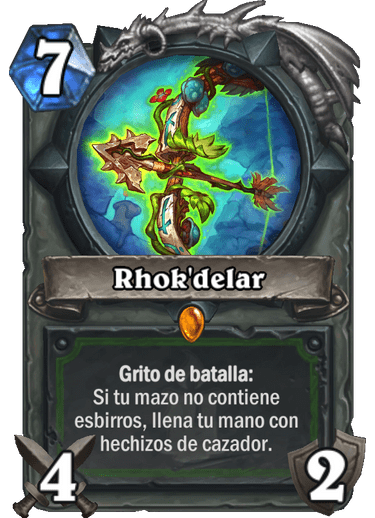 7
Rhok'delar
Grito de batalla:
Si tu mazo no contiene
esbirros, llena tu mano con
hechizos de cazador.
4
2